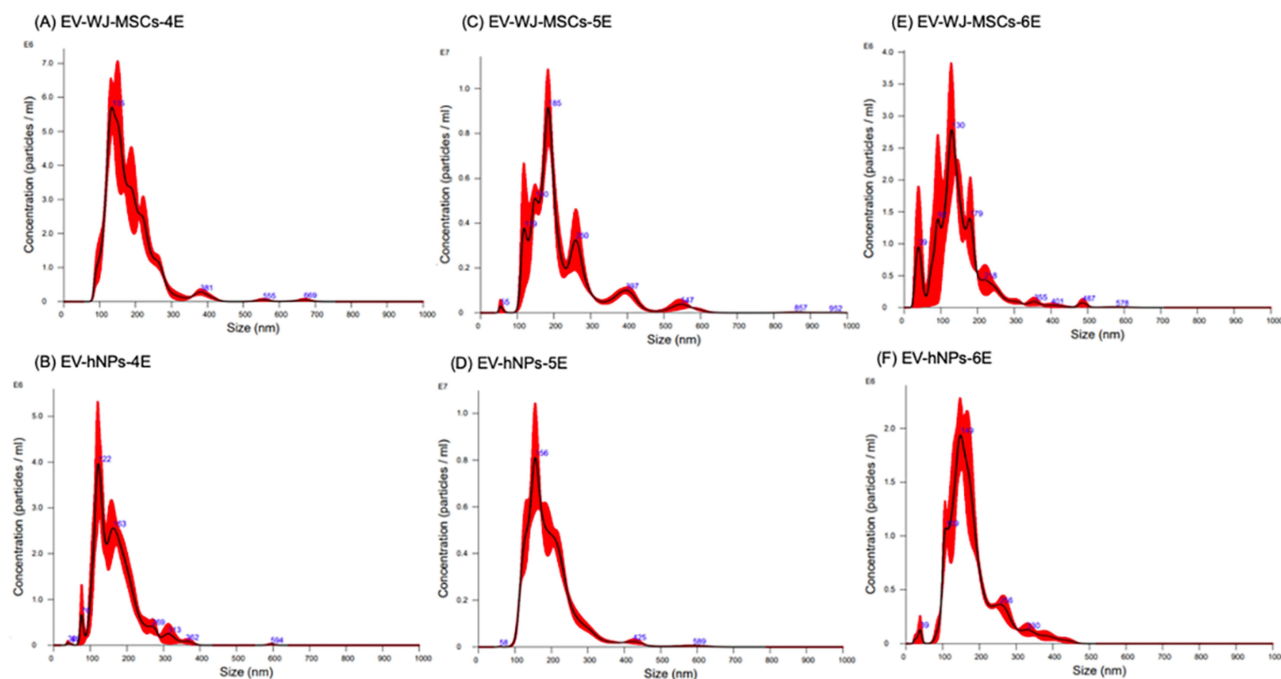 (A) EV-WJ-MSCs-4E
E6
7.0
6.0
5.0
4.0
3.0
2.0
1.0
0
Concentration (particles / ml)
381
555
669
0 100 200 300 400 500 600 700 800 900 1000
Size (nm)
(C) EV-WJ-MSCs-5E
E7
1.0
0.8
0.6
0.4
0.2
0
Concentration (particles / ml)
185
260
397
547
857
952
0 100 200 300 400 500 600 700 800 900 1000
Size (nm)
(E) EV-WJ-MSCs-6E
E6
4.0
3.5
3.0
2.5
2.0
1.5
1.0
0.5
0
Concentration (particles / ml)
355
401
487
578
0 100 200 300 400 500 600 700 800 900 1000
Size (nm)
(B) EV-hNPs-4E
E6
5.0
4.0
3.0
2.0
1.0
0
Concentration (particles / ml)
362
594
0 100 200 300 400 500 600 700 800 900 1000
Size (nm)
(D) EV-hNPs-5E
E7
1.0
0.8
0.6
0.4
0.2
0
Concentration (particles / ml)
58
425
589
0 100 200 300 400 500 600 700 800 900 1000
Size (nm)
(F) EV-hNPs-6E
E6
2.0
1.5
1.0
0.5
0
Concentration (particles / ml)
0 100 200 300 400 500 600 700 800 900 1000
Size (nm)